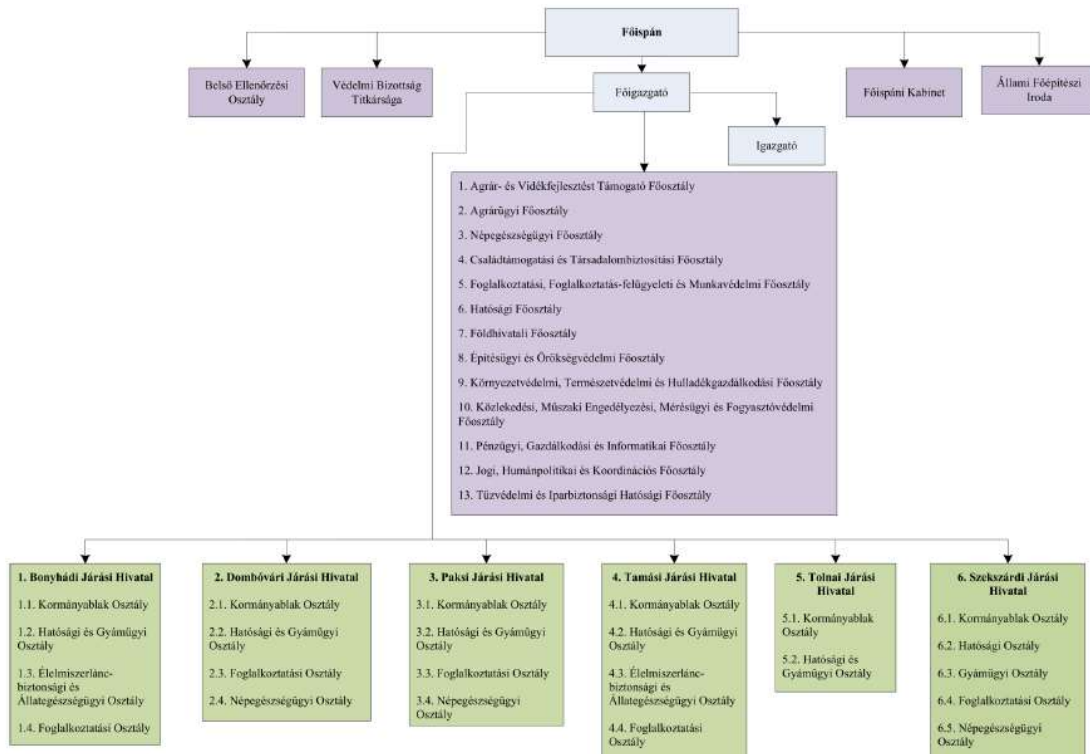 Főispán
Belső Ellenőrzési
Osztály
Védelmi Bizottság
Titkársága
Főigazgató
Főispáni Kabinet
Állami Főépítészi
Iroda
Igazgató
1. Agrár- és Vidékfejlesztést Támogató Főosztály
2. Agrárügyi Főosztály
3. Népegészségügyi Főosztály
4. Családtámogatási és Társadalombiztosítási Főosztály
5. Foglalkoztatási, Foglalkoztatás-felügyeleti és Munkavédelmi Főosztály
6. Hatósági Főosztály
7. Földhivatali Főosztály
8. Építésügyi és Örökségvédelmi Főosztály
9. Környezetvédelmi, Természetvédelmi és Hulladékgazdálkodási Főosztály
10. Közlekedési, Műszaki Engedélyezési, Mérésügyi és Fogyasztóvédelmi
Főosztály
11. Pénzügyi, Gazdálkodási és Informatikai Főosztály
12. Jogi, Humánpolitikai és Koordinációs Főosztály
13. Tűzvédelmi és Iparbiztonsági Hatósági Főosztály
1. Bonyhádi Járási Hivatal
1.1. Kormányablak Osztály
1.2. Hatósági és Gyámügyi
Osztály
1.3. Élelmiszerlánc-
biztonsági és
Állategészségügyi Osztály
1.4. Foglalkoztatási Osztály
2. Dombóvári Járási Hivatal
2.1. Kormányablak Osztály
2.2. Hatósági és Gyámügyi
Osztály
2.3. Foglalkoztatási Osztály
2.4. Népegészségügyi Osztály
3. Paksi Járási Hivatal
3.1. Kormányablak Osztály
3.2. Hatósági és Gyámügyi
Osztály
3.3. Foglalkoztatási Osztály
3.4. Népegészségügyi
Osztály
4. Tamási Járási Hivatal
4.1. Kormányablak Osztály
4.2. Hatósági és Gyámügyi
Osztály
4.3. Élelmiszerlánc-
biztonsági és
Állategészségügyi Osztály
4.4. Foglalkoztatási
Osztály
5. Tolnai Járási
Hivatal
5.1. Kormányablak
Osztály
5.2. Hatósági és
Gyámügyi Osztály
6. Szekszárdi Járási
Hivatal
6.1. Kormányablak Osztály
6.2. Hatósági Osztály
6.3. Gyámügyi Osztály
6.4. Foglalkoztatási Osztály
6.5. Népegészségügyi
Osztály